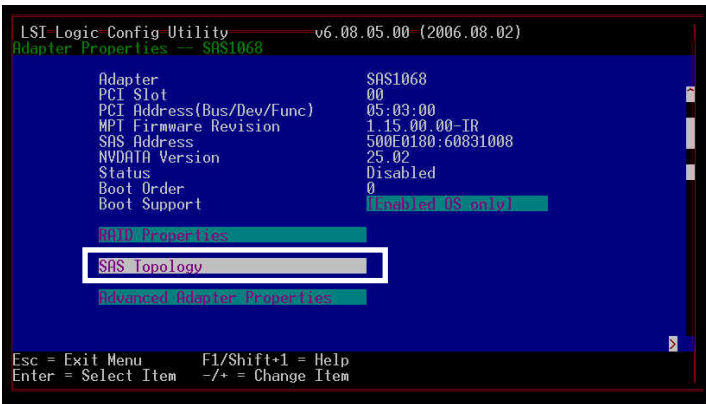 LSI Logic Config Utility v6.08.05.00 (2006.08.02)
Adapter Properties -- SAS1068
Adapter SAS1068
PCI Slot 00
PCI Address(Bus/Dev/Func) 05:03:00
MPT Firmware Revision 1.15.00.00-IR
SAS Address 500E0180:60831008
NVDATA Version 25.02
Status Disabled
Boot Order 0
Boot Support [Enabled OS only]
RAID Properties
SAS Topology
Advanced Adapter Properties
Esc = Exit Menu F1/Shift+1 = Help
Enter = Select Item -/+ = Change Item